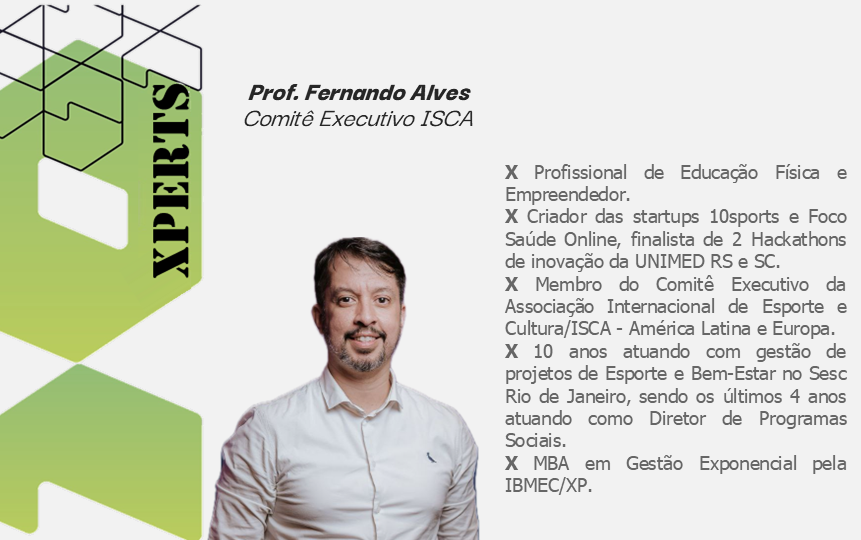 XPERTS
Prof. Fernando Alves
Comitê Executivo ISCA
X Profissional de Educação Física e
Empreendedor.
X Criador das startups 10sports e Foco
Saúde Online, finalista de 2 Hackathons
de inovação da UNIMED RS e SC.
X Membro do Comitê Executivo da
Associação Internacional de Esporte e
Cultura/ISCA - América Latina e Europa.
X 10 anos atuando com gestão de
projetos de Esporte e Bem-Estar no Sesc
Rio de Janeiro, sendo os últimos 4 anos
atuando como Diretor de Programas
Sociais.
X MBA em Gestão Exponencial pela
IBMEC/XP.